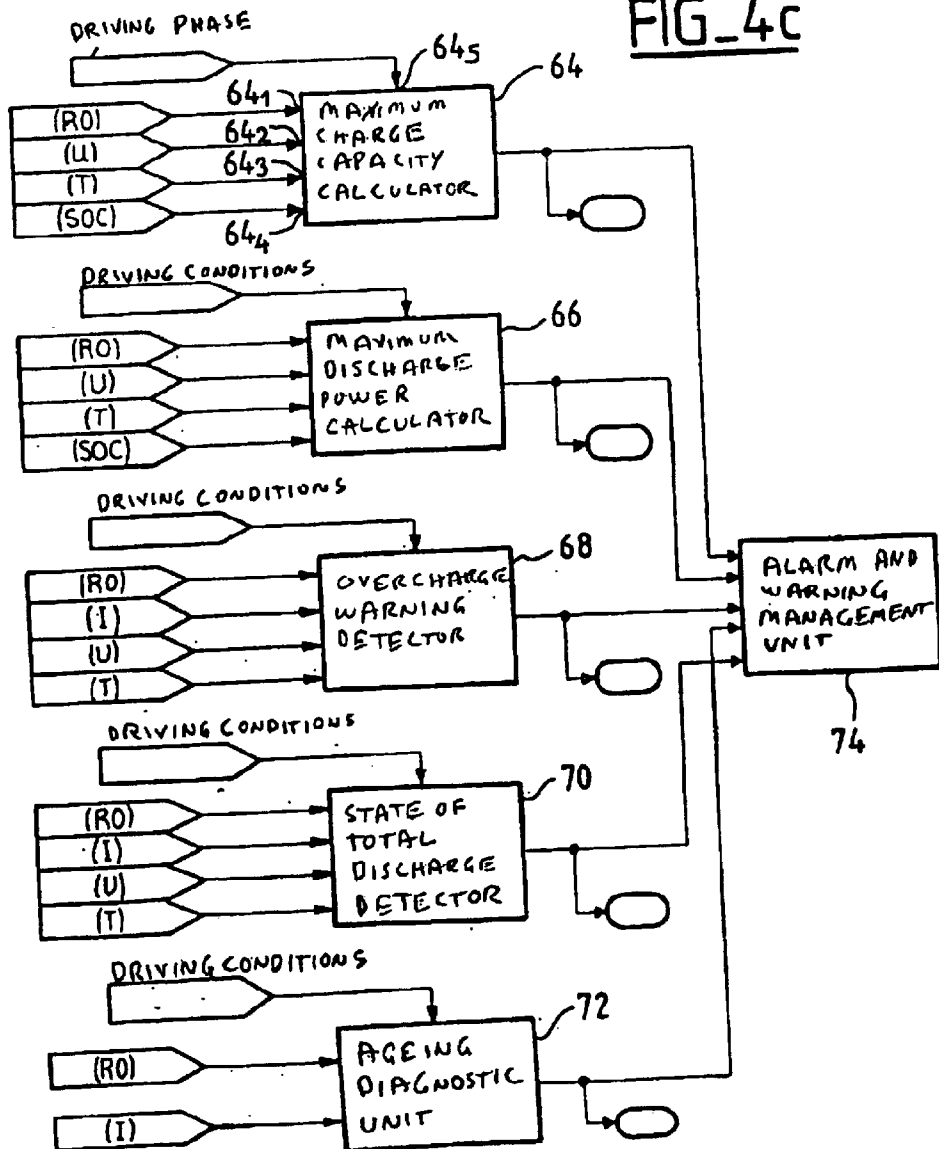 FIG_4c
DRIVING PHASE
64₅
64
64₁
(RO)
64₂
(U)
64₃
(T)
(SOC)
64₄
MAXIMUM
CHARGE
CAPACITY
CALCULATOR
DRIVING CONDITIONS
66
(RO)
(U)
(T)
(SOC)
MAXIMUM
DISCHARGE
POWER
CALCULATOR
DRIVING CONDITIONS
68
(RO)
(I)
(U)
(T)
OVERCHARGE
WARNING
DETECTOR
ALARM AND
WARNING
MANAGEMENT
UNIT
74
DRIVING CONDITIONS
70
(RO)
(I)
(U)
(T)
STATE OF
TOTAL
DISCHARGE
DETECTOR
DRIVING CONDITIONS
72
(RO)
(I)
AGEING
DIAGNOSTIC
UNIT